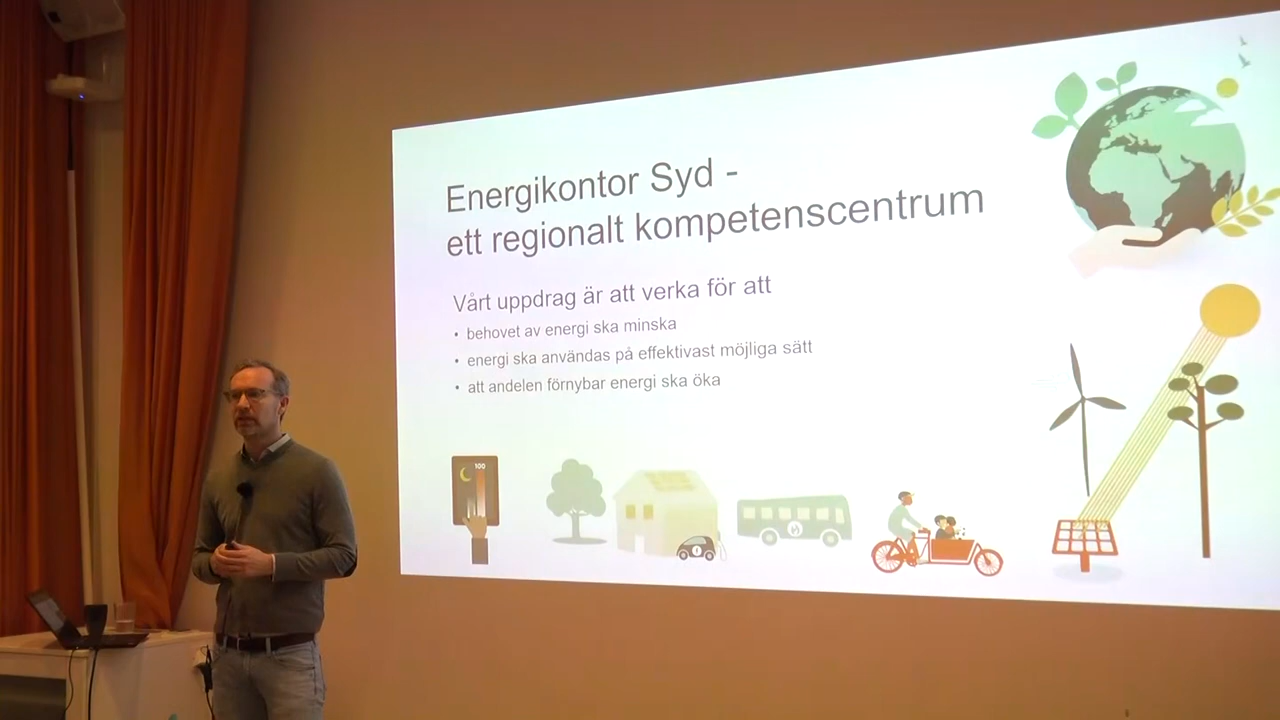 Energikontor Syd -
ett regionalt kompetenscentrum
Vårt uppdrag är att verka för att
• behovet av energi ska minska
• energi ska användas på effektivast möjliga sätt
• att andelen förnybar energi ska öka
100